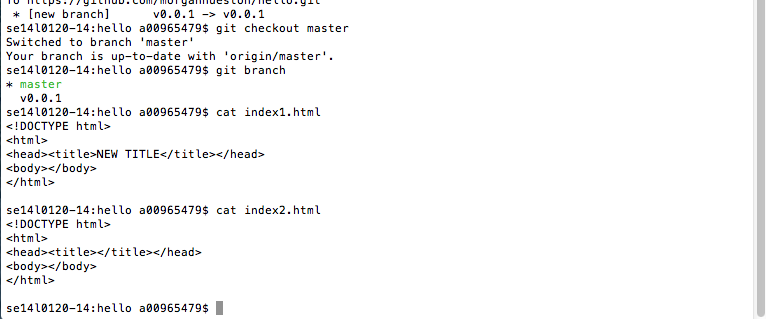 To https://github.com/morganhueston/hello.git
 * [new branch]      v0.0.1 -> v0.0.1
se14l0120-14:hello a00965479$ git checkout master
Switched to branch 'master'
Your branch is up-to-date with 'origin/master'.
se14l0120-14:hello a00965479$ git branch
* master
  v0.0.1
se14l0120-14:hello a00965479$ cat index1.html
<!DOCTYPE html>
<html>
<head><title>NEW TITLE</title></head>
<body></body>
</html>

se14l0120-14:hello a00965479$ cat index2.html
<!DOCTYPE html>
<html>
<head><title></title></head>
<body></body>
</html>

se14l0120-14:hello a00965479$